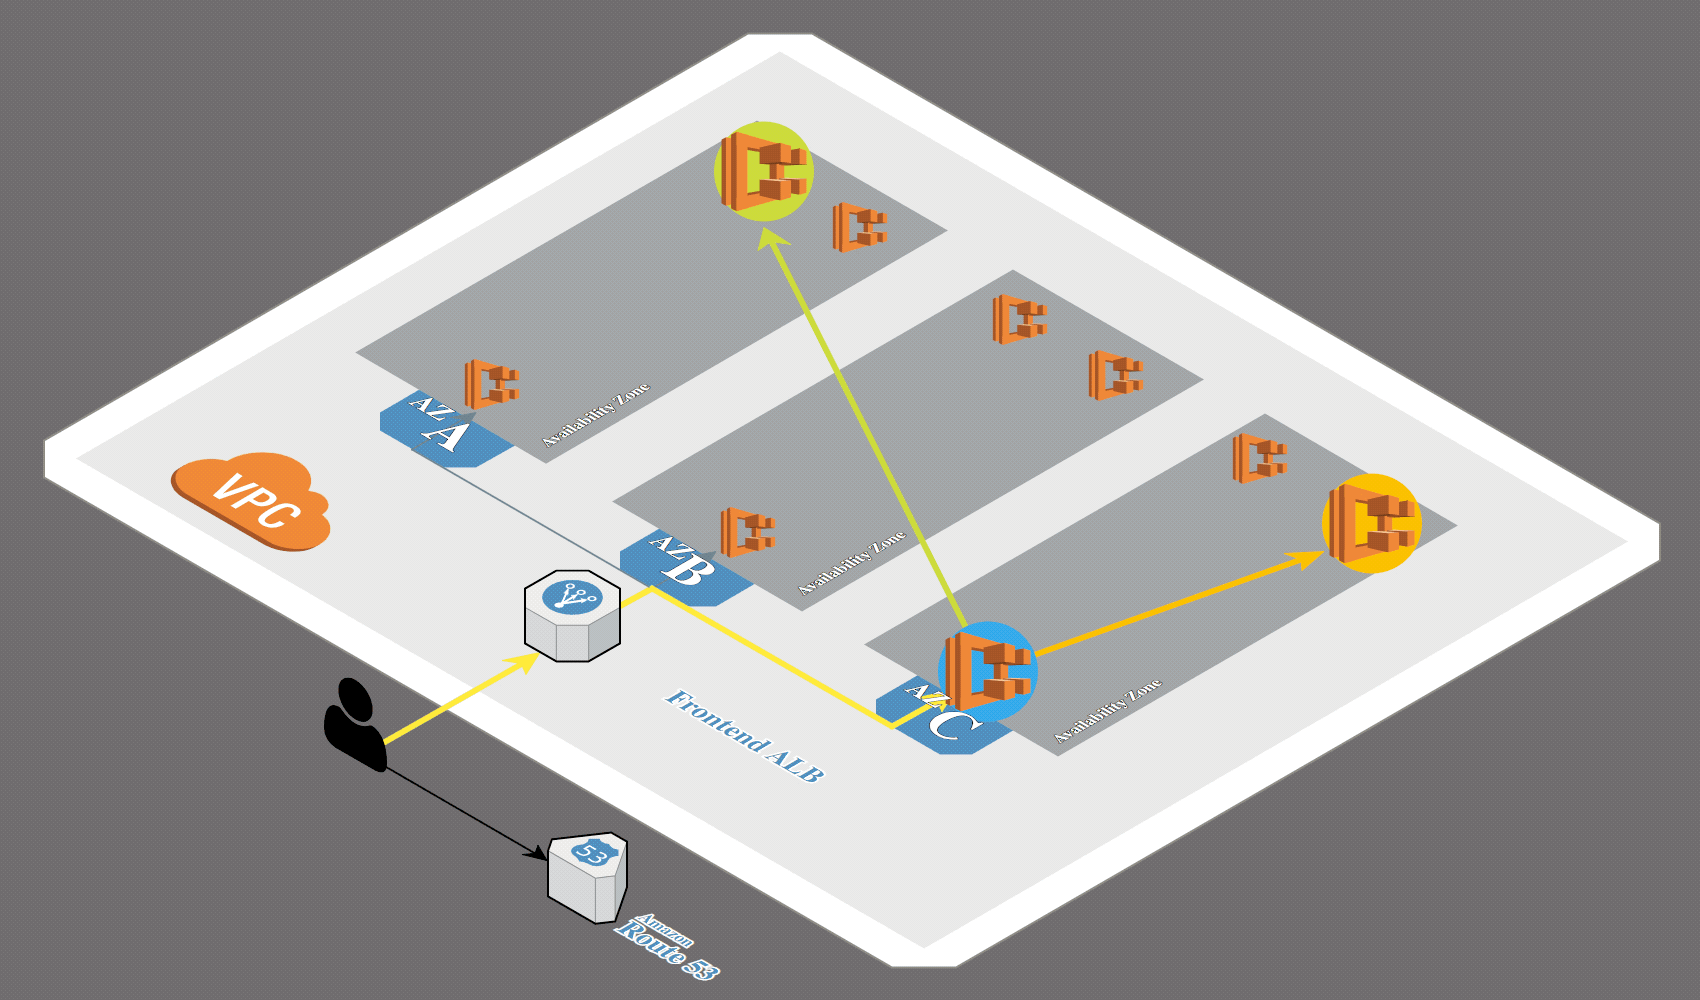 AZ
A
Availability Zone
VPC
AZ
B
Availability Zone
Frontend ALB
AZ
C
Availability Zone
53
Amazon
Route 53